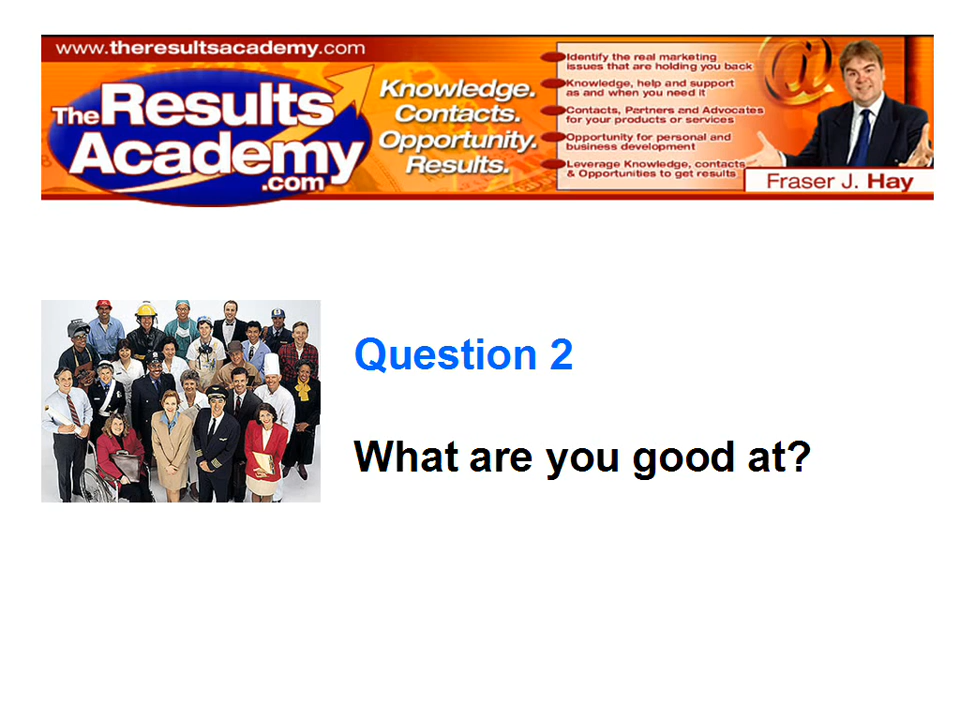 www.theresultsacademy.com
The Results
Academy
.com
Knowledge.
Contacts.
Opportunity.
Results.
Identify the real marketing
issues that are holding you back
Knowledge, help and support
as and when you need it
Contacts, Partners and Advocates
for your products or services
Opportunity for personal and
business development
Leverage Knowledge, contacts
& Opportunities to get results
@
Fraser J. Hay
Question 2
What are you good at?